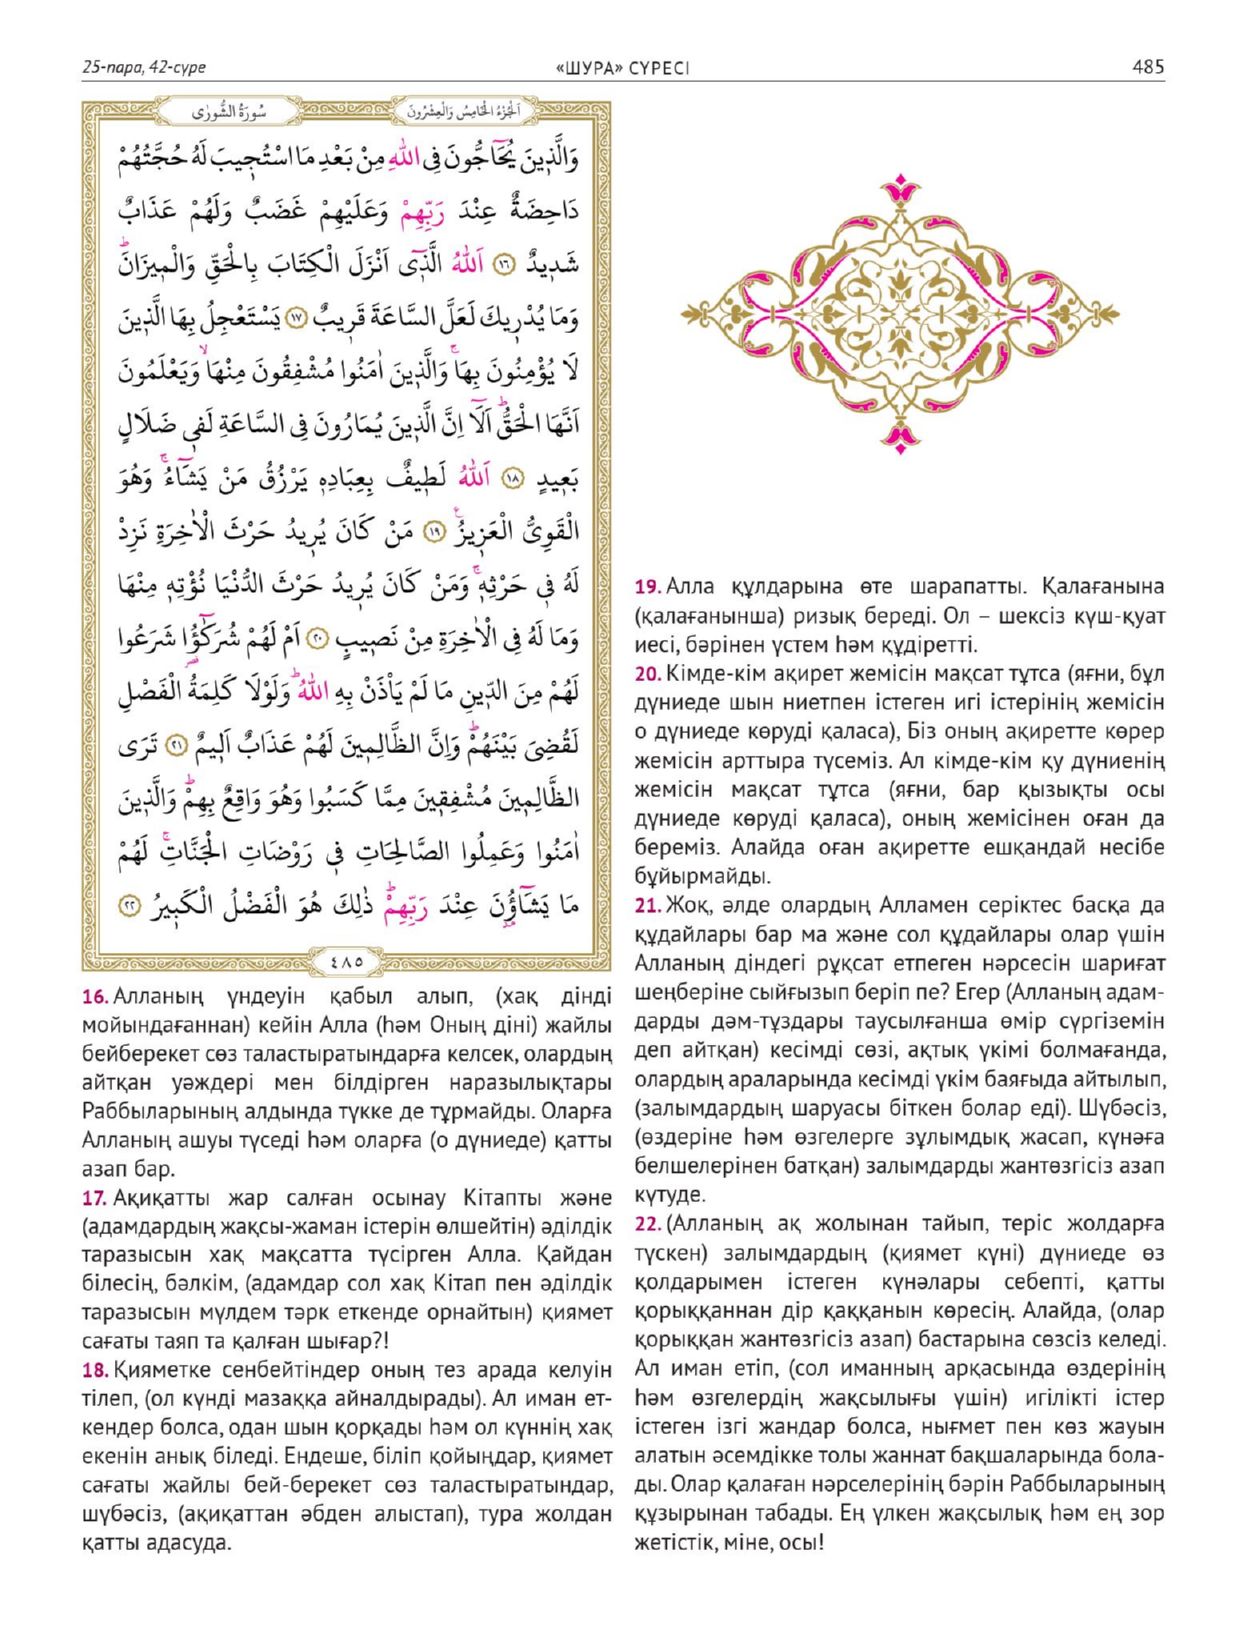 25-пара, 42-сүре
«ШУРА» СҮРЕСІ
485
سُورَةُ الشُّورٰى
اَلْجُزْءُ الْخَامِسُ وَالْعِشْرُونَ
وَالَّذ۪ينَ يُحَٓاجُّونَ فِي اللّٰهِ مِنْ بَعْدِ مَا اسْتُج۪يبَ لَهُ حُجَّتُهُمْ
دَاحِضَةٌ عِنْدَ رَبِّهِمْ وَعَلَيْهِمْ غَضَبٌ وَلَهُمْ عَذَابٌ
شَد۪يدٌ ﴿١٦﴾ اَللّٰهُ الَّذ۪ٓي اَنْزَلَ الْكِتَابَ بِالْحَقِّ وَالْم۪يزَانَۜ
وَمَا يُدْر۪يكَ لَعَلَّ السَّاعَةَ قَر۪يبٌ ﴿١٧﴾ يَسْتَعْجِلُ بِهَا الَّذ۪ينَ
لَا يُؤْمِنُونَ بِهَاۚ وَالَّذ۪ينَ اٰمَنُوا مُشْفِقُونَ مِنْهَاۙ وَيَعْلَمُونَ
اَنَّهَا الْحَقُّۜ اَلَٓا اِنَّ الَّذ۪ينَ يُمَارُونَ فِي السَّاعَةِ لَف۪ي ضَلَالٍ
بَع۪يدٍ ﴿١٨﴾ اَللّٰهُ لَط۪يفٌ بِعِبَادِه۪ يَرْزُقُ مَنْ يَشَٓاءُۚ وَهُوَ
الْقَوِيُّ الْعَز۪يزُ۟ ﴿١٩﴾ مَنْ كَانَ يُر۪يدُ حَرْثَ الْاٰخِرَةِ نَزِدْ
لَهُ ف۪ي حَرْثِه۪ۚ وَمَنْ كَانَ يُر۪يدُ حَرْثَ الدُّنْيَا نُؤْتِه۪ مِنْهَا
وَمَا لَهُ فِي الْاٰخِرَةِ مِنْ نَص۪يبٍ ﴿٢٠﴾ اَمْ لَهُمْ شُرَكٰٓؤُ۬ا شَرَعُوا
لَهُمْ مِنَ الدّ۪ينِ مَا لَمْ يَأْذَنْ بِهِ اللّٰهُۜ وَلَوْلَا كَلِمَةُ الْفَصْلِ
لَقُضِيَ بَيْنَهُمْۜ وَاِنَّ الظَّالِم۪ينَ لَهُمْ عَذَابٌ اَل۪يمٌ ﴿٢١﴾ تَرَى
الظَّالِم۪ينَ مُشْفِق۪ينَ مِمَّا كَسَبُوا وَهُوَ وَاقِعٌ بِهِمْۜ وَالَّذ۪ينَ
اٰمَنُوا وَعَمِلُوا الصَّالِحَاتِ ف۪ي رَوْضَاتِ الْجَنَّاتِۚ لَهُمْ
مَا يَشَٓاؤُ۫نَ عِنْدَ رَبِّهِمْۜ ذٰلِكَ هُوَ الْفَضْلُ الْكَب۪يرُ ﴿٢٢﴾
٤٨٥
16. Алланың үндеуін қабыл алып, (хақ дінді
мойындағаннан) кейін Алла (һәм Оның діні) жайлы
бейберекет сөз таластыратындарға келсек, олардың
айтқан уәждері мен білдірген наразылықтары
Раббыларының алдында түкке де тұрмайды. Оларға
Алланың ашуы түседі һәм оларға (о дүниеде) қатты
азап бар.
17. Ақиқатты жар салған осынау Кітапты және
(адамдардың жақсы-жаман істерін өлшейтін) әділдік
таразысын хақ мақсатта түсірген Алла. Қайдан
білесің, бәлкім, (адамдар сол хақ Кітап пен әділдік
таразысын мүлдем тәрк еткенде орнайтын) қиямет
сағаты таяп та қалған шығар?!
18. Қияметке сенбейтіндер оның тез арада келуін
тілеп, (ол күнді мазаққа айналдырады). Ал иман ет-
кендер болса, одан шын қорқады һәм ол күннің хақ
екенін анық біледі. Ендеше, біліп қойыңдар, қиямет
сағаты жайлы бей-берекет сөз таластыратындар,
шүбәсіз, (ақиқаттан әбден алыстап), тура жолдан
қатты адасуда.
19. Алла құлдарына өте шарапатты. Қалағанына
(қалағанынша) ризық береді. Ол – шексіз күш-қуат
иесі, бәрінен үстем һәм құдіретті.
20. Кімде-кім ақирет жемісін мақсат тұтса (яғни, бұл
дүниеде шын ниетпен істеген игі істерінің жемісін
о дүниеде көруді қаласа), Біз оның ақиретте көрер
жемісін арттыра түсеміз. Ал кімде-кім қу дүниенің
жемісін мақсат тұтса (яғни, бар қызықты осы
дүниеде көруді қаласа), оның жемісінен оған да
береміз. Алайда оған ақиретте ешқандай несібе
бұйырмайды.
21. Жоқ, әлде олардың Алламен серіктес басқа да
құдайлары бар ма және сол құдайлары олар үшін
Алланың діндегі рұқсат етпеген нәрсесін шариғат
шеңберіне сыйғызып беріп пе? Егер (Алланың адам-
дарды дәм-тұздары таусылғанша өмір сүргіземін
деп айтқан) кесімді сөзі, ақтық үкімі болмағанда,
олардың араларында кесімді үкім баяғыда айтылып,
(залымдардың шаруасы біткен болар еді). Шүбәсіз,
(өздеріне һәм өзгелерге зұлымдық жасап, күнәға
белшелерінен батқан) залымдарды жантөзгісіз азап
күтуде.
22. (Алланың ақ жолынан тайып, теріс жолдарға
түскен) залымдардың (қиямет күні) дүниеде өз
қолдарымен істеген күнәлары себепті, қатты
қорыққаннан дір қаққанын көресің. Алайда, (олар
қорыққан жантөзгісіз азап) бастарына сөзсіз келеді.
Ал иман етіп, (сол иманның арқасында өздерінің
һәм өзгелердің жақсылығы үшін) игілікті істер
істеген ізгі жандар болса, нығмет пен көз жауын
алатын әсемдікке толы жаннат бақшаларында бола-
ды. Олар қалаған нәрселерінің бәрін Раббыларының
құзырынан табады. Ең үлкен жақсылық һәм ең зор
жетістік, міне, осы!